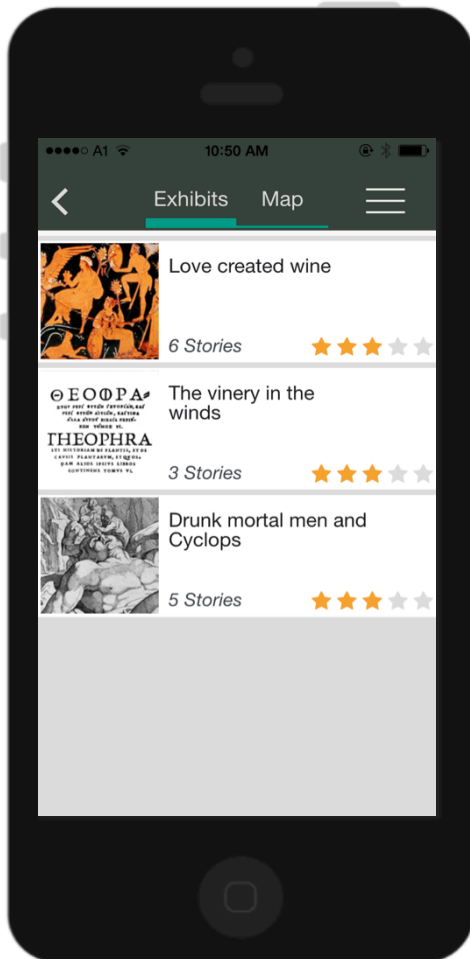 A1 10:50 AM
Exhibits Map
Love created wine
6 Stories
ΘΕΟΦΡΑ
THEOPHRA
The vinery in the
winds
3 Stories
Drunk mortal men and
Cyclops
5 Stories